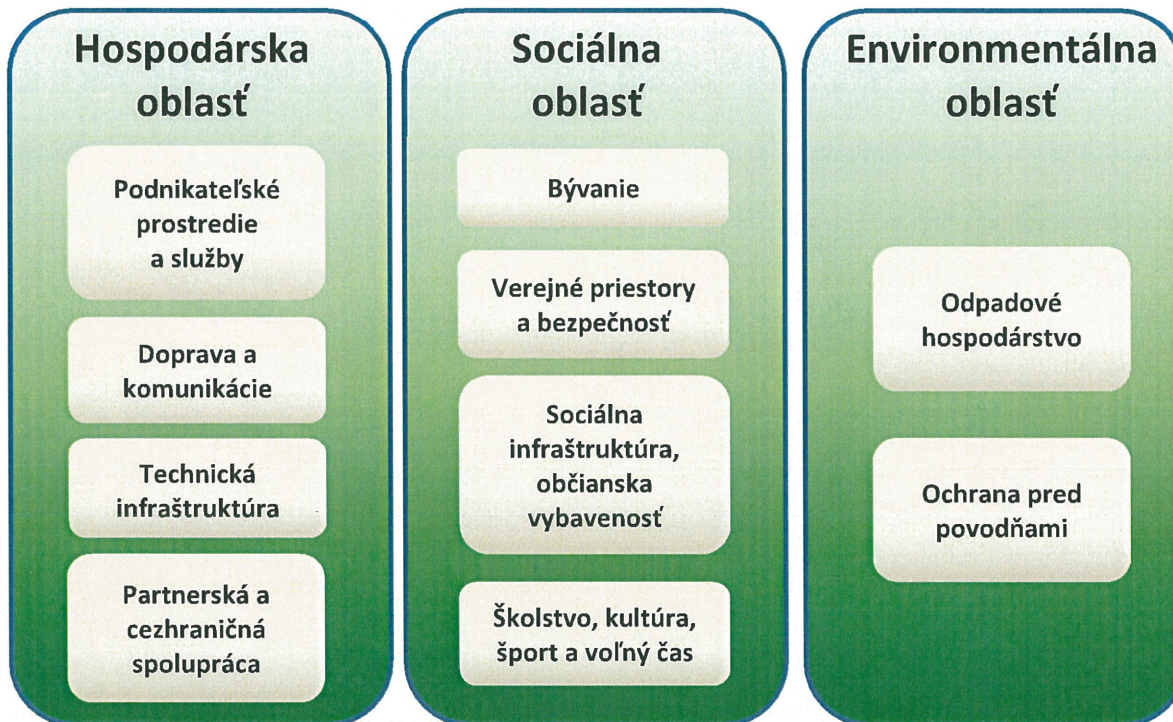 Hospodárska
oblasť
Podnikateľské
prostredie
a služby
Doprava a
komunikácie
Technická
infraštruktúra
Partnerská a
cezhraničná
spolupráca
Sociálna
oblasť
Bývanie
Verejné priestory
a bezpečnosť
Sociálna
infraštruktúra,
občianska
vybavenosť
Školstvo, kultúra,
šport a voľný čas
Environmentálna
oblasť
Odpadové
hospodárstvo
Ochrana pred
povodňami